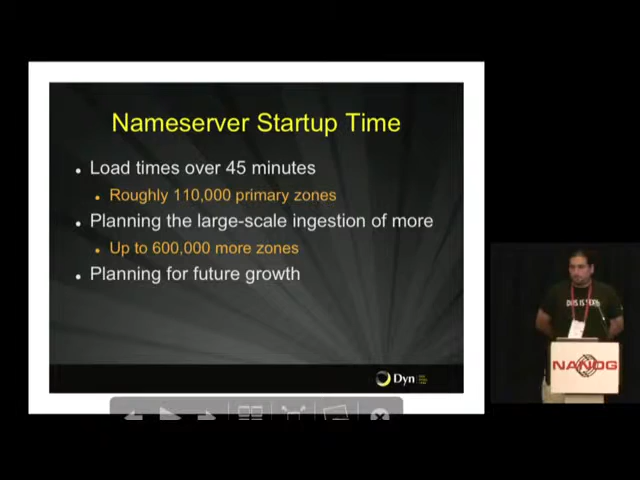 Nameserver Startup Time
Load times over 45 minutes
Roughly 110,000 primary zones
Planning the large-scale ingestion of more
Up to 600,000 more zones
Planning for future growth
Dyn
NANOG